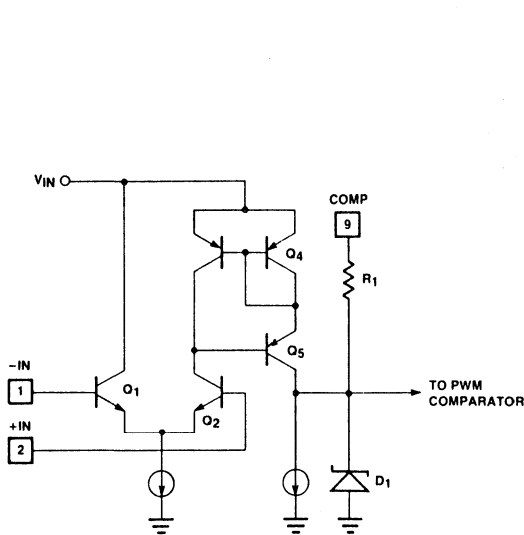 VIN
COMP
9
Q4
R1
Q5
–IN
1
Q1
TO PWM
COMPARATOR
+IN
2
Q2
D1